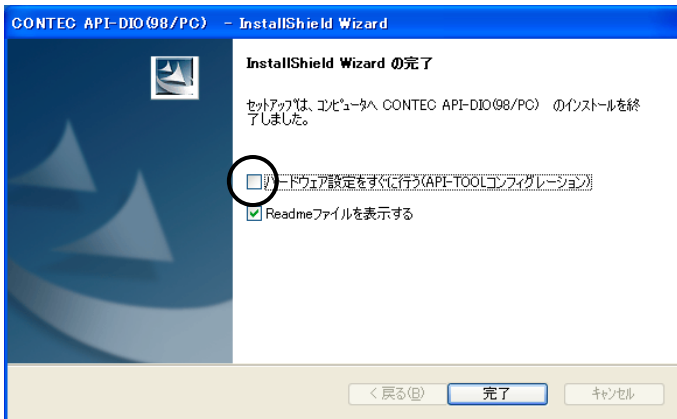 CONTEC API-DIO(98/PC) - InstallShield Wizard
InstallShield Wizard の完了
セットアップは、コンピュータへ CONTEC API-DIO(98/PC) のインストールを終
了しました。
ハードウェア設定をすぐに行う(API-TOOLコンフィグレーション)
Readmeファイルを表示する
< 戻る(B)
完了
キャンセル